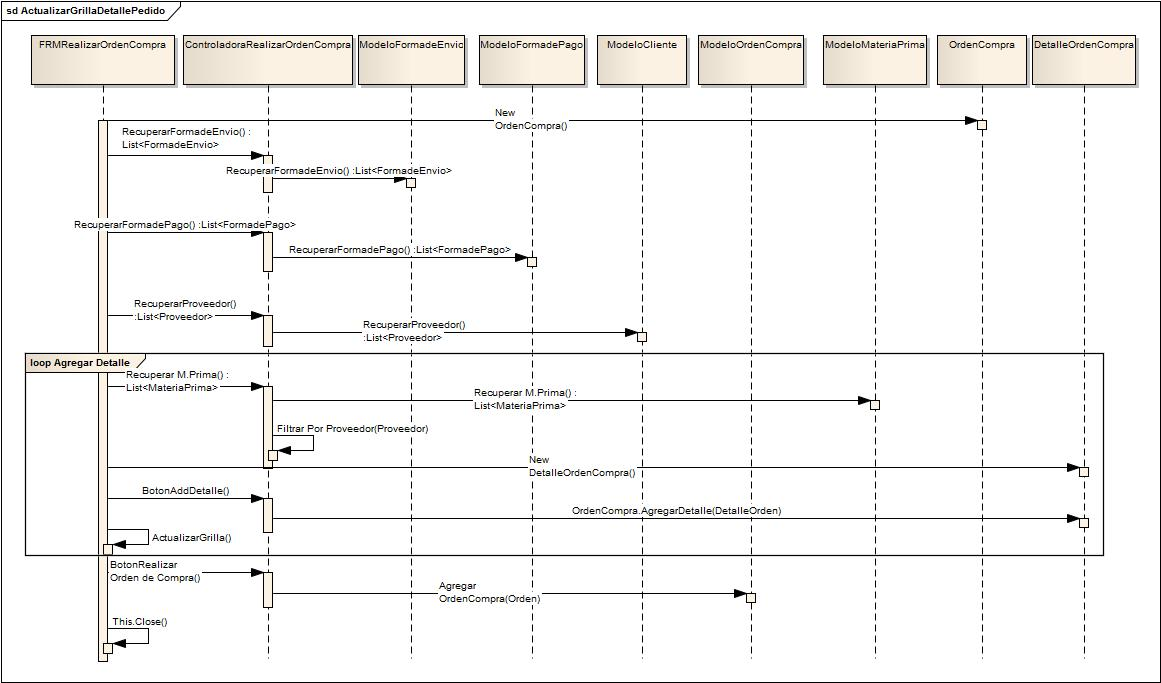 sd ActualizarGrillaDetallePedido
FRMRealizarOrdenCompra
ControladoraRealizarOrdenCompra
ModeloFormadeEnvio
ModeloFormadePago
ModeloCliente
ModeloOrdenCompra
ModeloMateriaPrima
OrdenCompra
DetalleOrdenCompra
New
OrdenCompra()
RecuperarFormadeEnvio() :
List<FormadeEnvio>
RecuperarFormadeEnvio() :List<FormadeEnvio>
RecuperarFormadePago() :List<FormadePago>
RecuperarFormadePago() :List<FormadePago>
RecuperarProveedor()
:List<Proveedor>
RecuperarProveedor()
:List<Proveedor>
loop Agregar Detalle
Recuperar M.Prima() :
List<MateriaPrima>
Recuperar M.Prima() :
List<MateriaPrima>
Filtrar Por Proveedor(Proveedor)
New
DetalleOrdenCompra()
BotonAddDetalle()
OrdenCompra.AgregarDetalle(DetalleOrden)
ActualizarGrilla()
BotonRealizar
Orden de Compra()
Agregar
OrdenCompra(Orden)
This.Close()